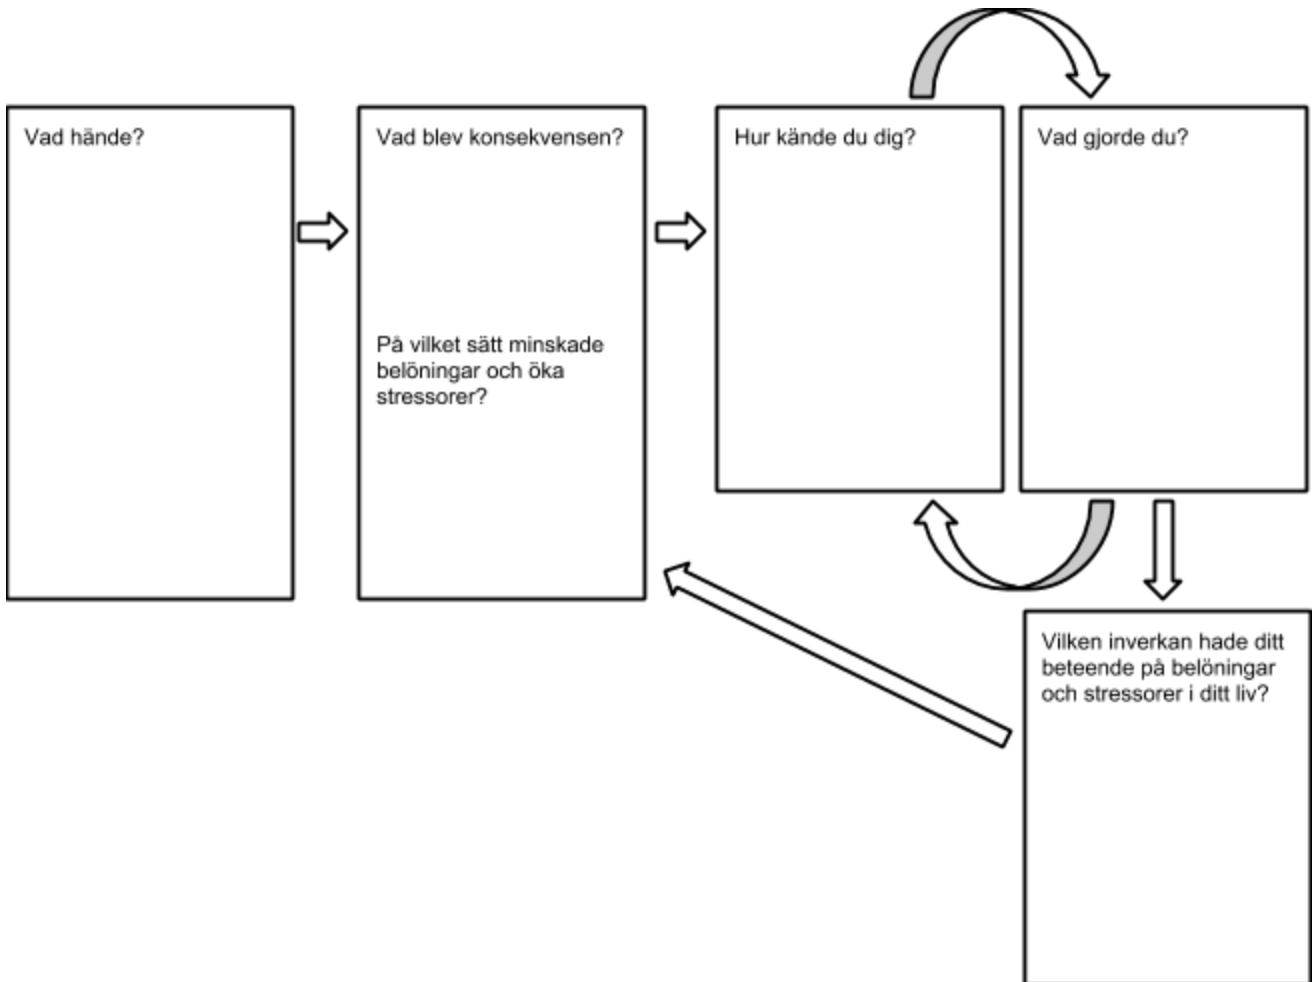 Vad hände?
Vad blev konsekvensen?
På vilket sätt minskade
belöningar och öka
stressorer?
Hur kände du dig?
Vad gjorde du?
Vilken inverkan hade ditt
beteende på belöningar
och stressorer i ditt liv?